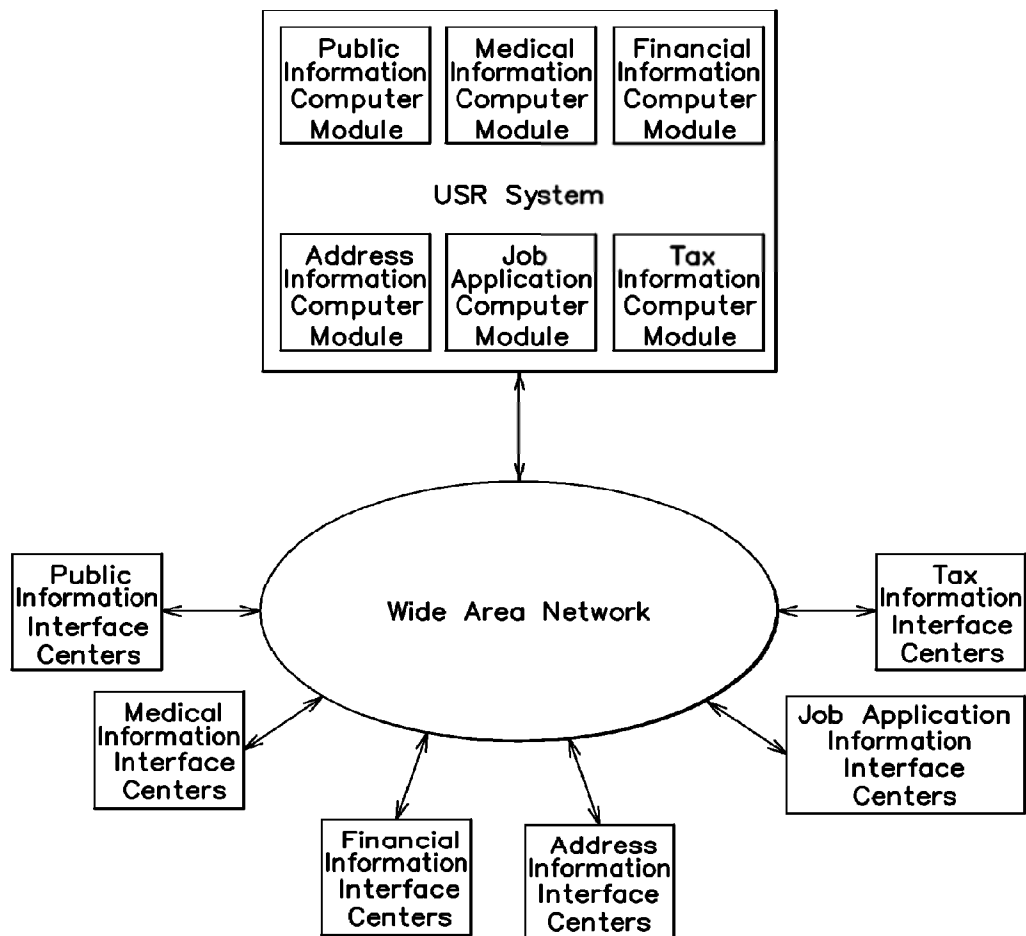 Public
Information
Computer
Module
Medical
Information
Computer
Module
Financial
Information
Computer
Module
USR System
Address
Information
Computer
Module
Job
Application
Computer
Module
Tax
Information
Computer
Module
Wide Area Network
Public
Information
Interface
Centers
Tax
Information
Interface
Centers
Medical
Information
Interface
Centers
Job Application
Information
Interface
Centers
Financial
Information
Interface
Centers
Address
Information
Interface
Centers